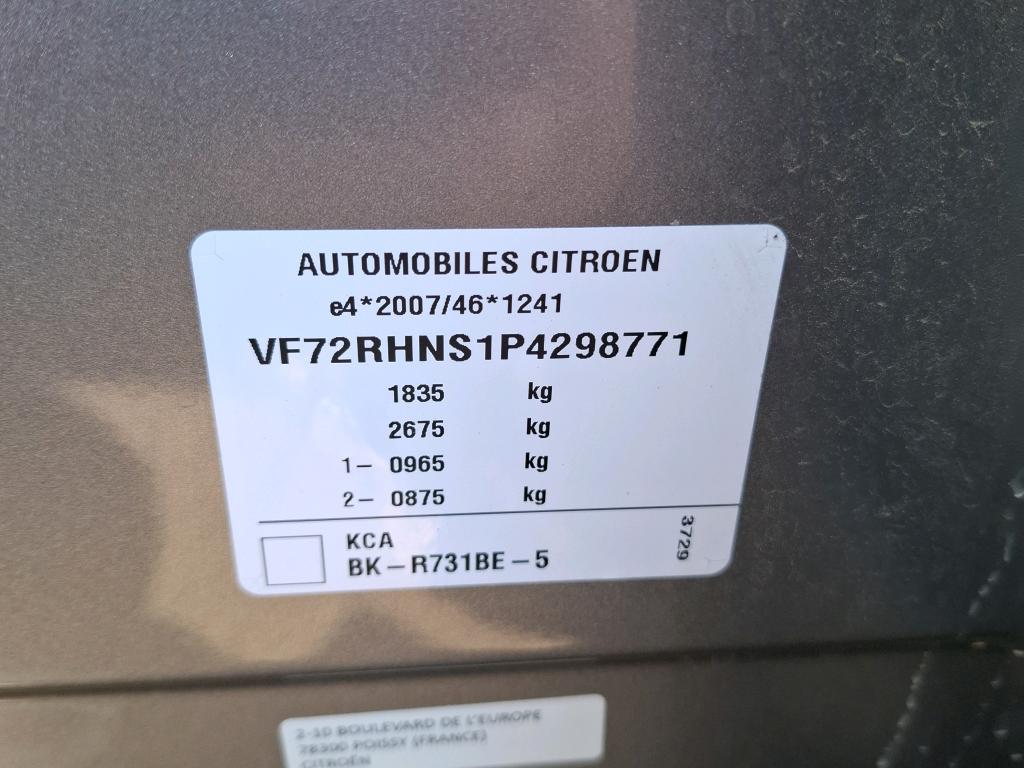 AUTOMOBILES CITROEN
e4*2007/46*1241
VF72RHNS1P4298771
1835 kg
2675 kg
1- 0965 kg
2- 0875 kg
KCA
BK-R731BE-5
3729
2-10 BOULEVARD DE L'EUROPE
78300 POISSY (FRANCE)
CITROËN